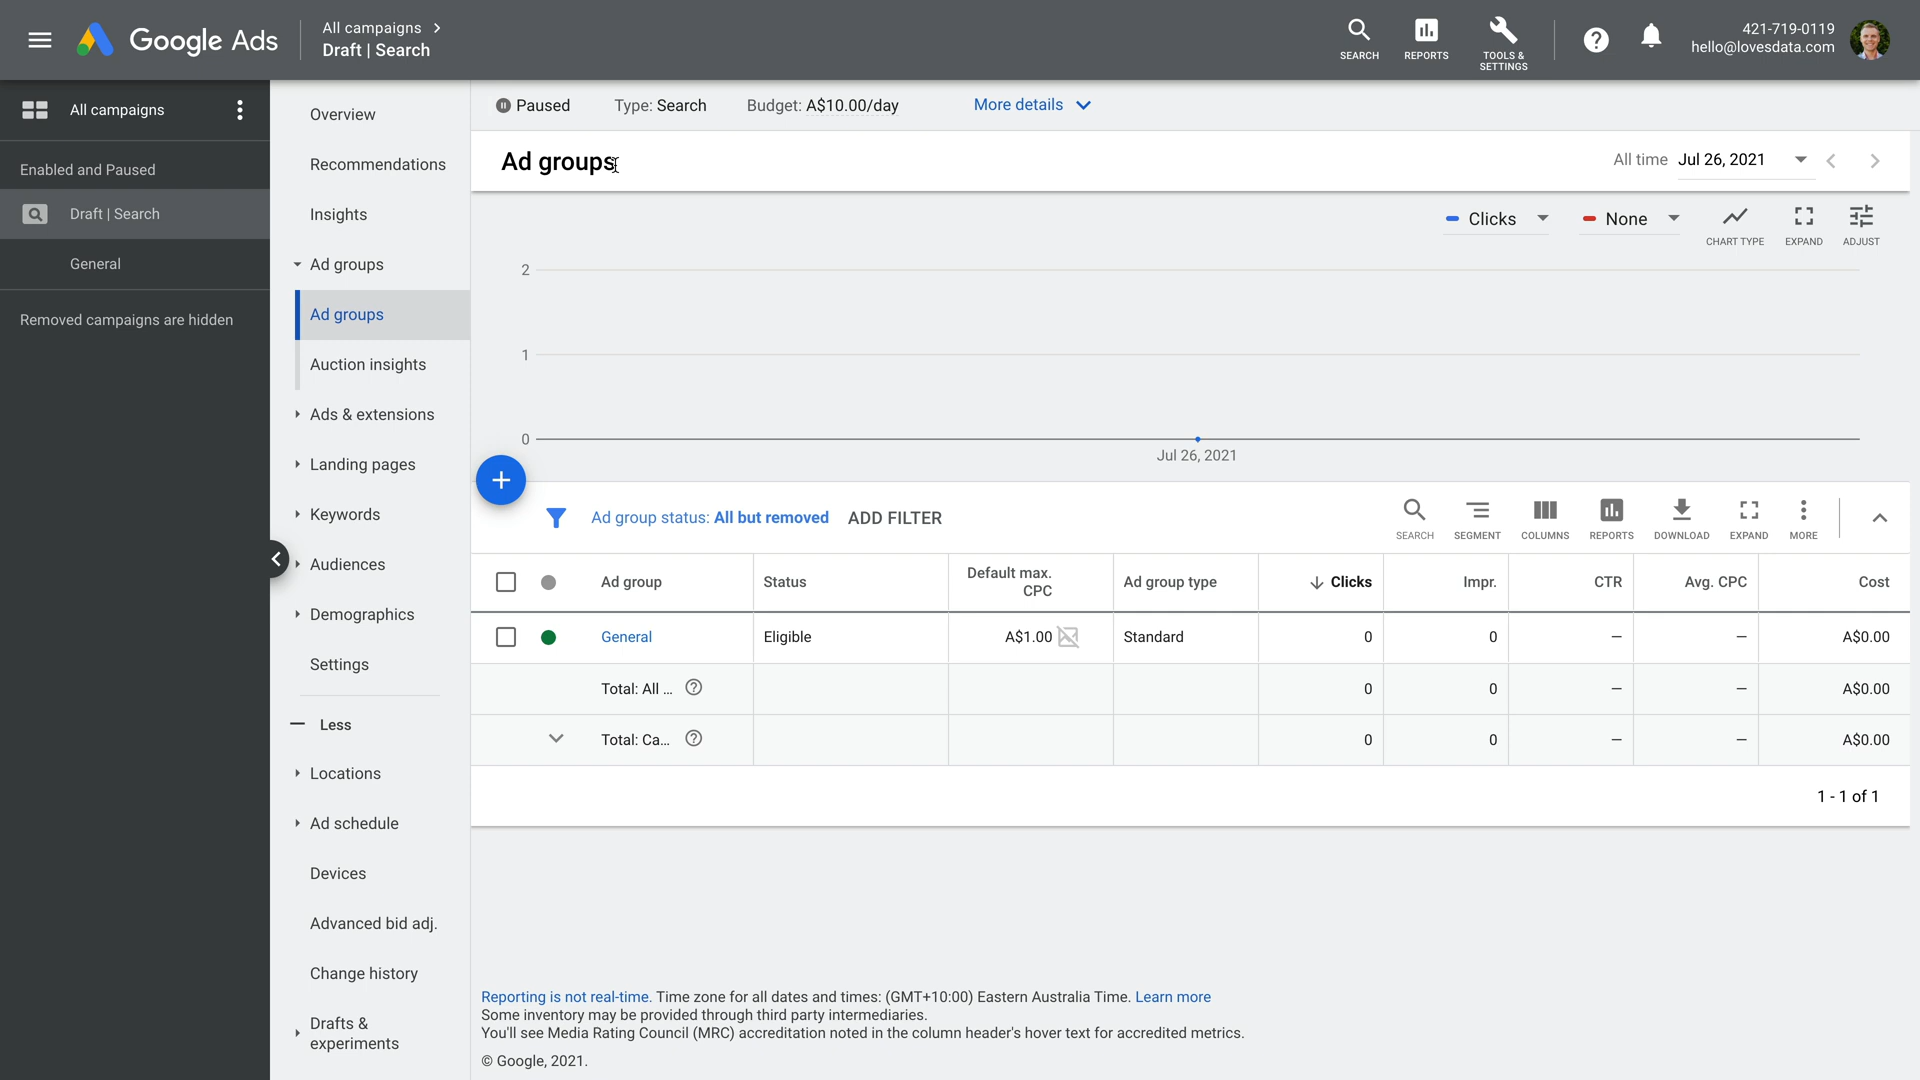 Google Ads
All campaigns
Draft | Search
SEARCH
REPORTS
TOOLS &
SETTINGS
421-719-0119
hello@lovesdata.com
All campaigns
Enabled and Paused
Draft | Search
General
Removed campaigns are hidden
Overview
Recommendations
Insights
Ad groups
Ad groups
Auction insights
Ads & extensions
Landing pages
Keywords
Audiences
Demographics
Settings
Less
Locations
Ad schedule
Devices
Advanced bid adj.
Change history
Drafts &
experiments
Paused Type: Search Budget: A$10.00/day More details
Ad groups
All time Jul 26, 2021
Clicks None
CHART TYPE EXPAND ADJUST
2
1
0
Jul 26, 2021
Ad group status: All but removed ADD FILTER
SEARCH SEGMENT COLUMNS REPORTS DOWNLOAD EXPAND MORE
Ad group Status Default max. CPC Ad group type Clicks Impr. CTR Avg. CPC Cost
General Eligible A$1.00 Standard 0 0 – – A$0.00
Total: All ... 0 0 – – A$0.00
Total: Ca... 0 0 – – A$0.00
1 - 1 of 1
Reporting is not real-time. Time zone for all dates and times: (GMT+10:00) Eastern Australia Time. Learn more
Some inventory may be provided through third party intermediaries.
You'll see Media Rating Council (MRC) accreditation noted in the column header's hover text for accredited metrics.
© Google, 2021.